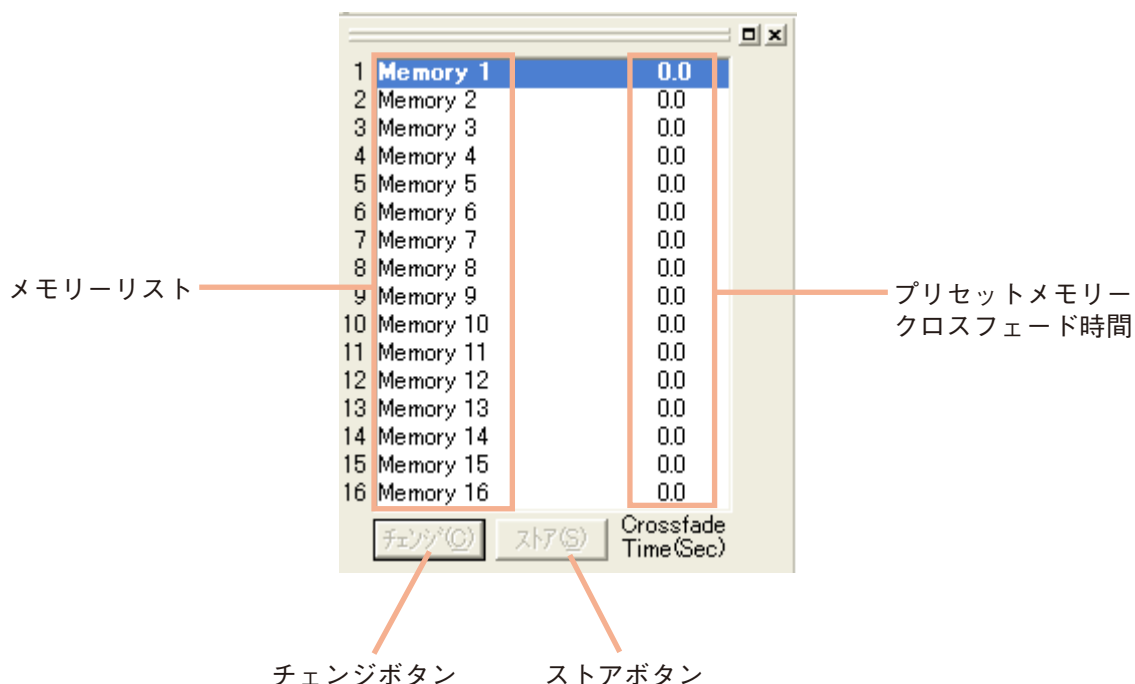 1 Memory 1 0.0
2 Memory 2 0.0
3 Memory 3 0.0
4 Memory 4 0.0
5 Memory 5 0.0
6 Memory 6 0.0
7 Memory 7 0.0
8 Memory 8 0.0
9 Memory 9 0.0
10 Memory 10 0.0
11 Memory 11 0.0
12 Memory 12 0.0
13 Memory 13 0.0
14 Memory 14 0.0
15 Memory 15 0.0
16 Memory 16 0.0
メモリーリスト
プリセットメモリー
クロスフェード時間
チェンジ(C)
ストア(S)
Crossfade
Time(Sec)
チェンジボタン
ストアボタン